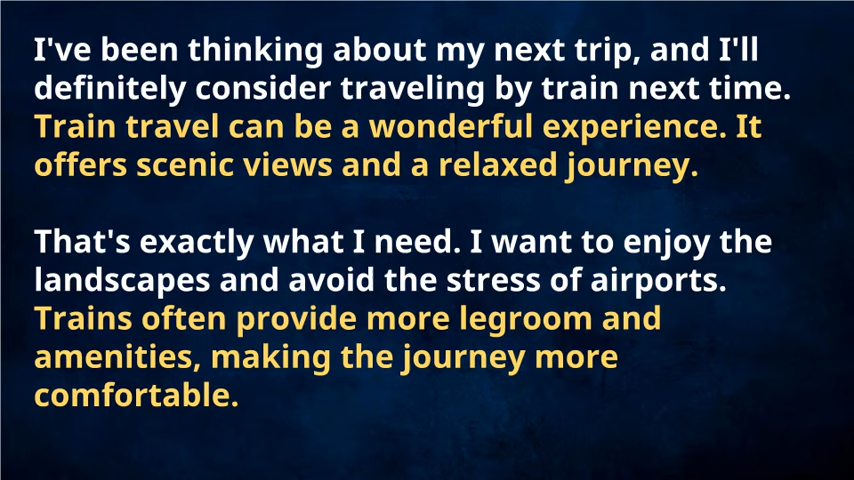 I've been thinking about my next trip, and I'll
definitely consider traveling by train next time.
Train travel can be a wonderful experience. It
offers scenic views and a relaxed journey.
That's exactly what I need. I want to enjoy the
landscapes and avoid the stress of airports.
Trains often provide more legroom and
amenities, making the journey more
comfortable.